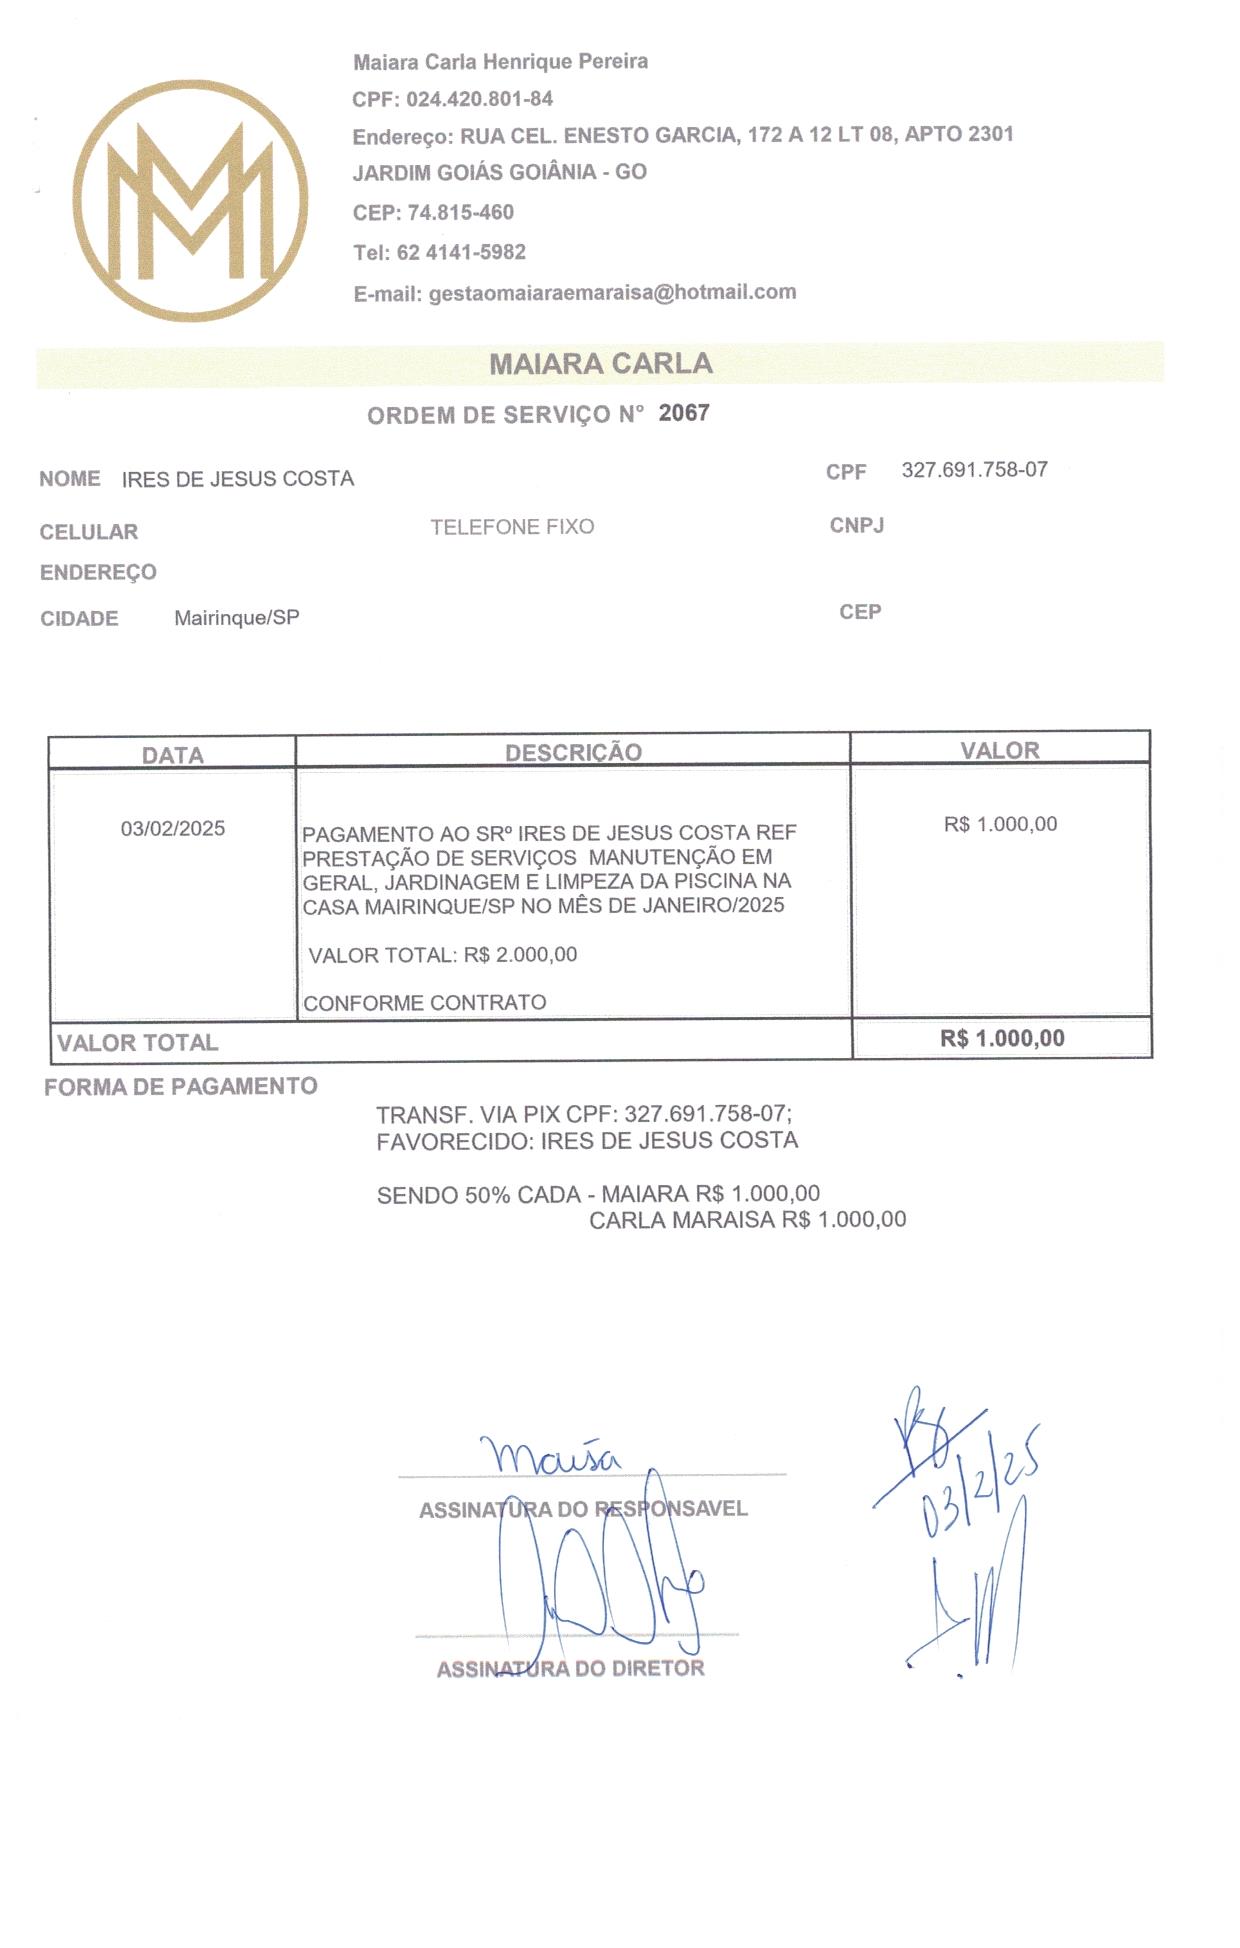 Maiara Carla Henrique Pereira
CPF: 024.420.801-84
Endereço: RUA CEL. ENESTO GARCIA, 172 A 12 LT 08, APTO 2301
JARDIM GOIÁS GOIÂNIA - GO
CEP: 74.815-460
Tel: 62 4141-5982
E-mail: gestaomaiaraemaraisa@hotmail.com
MAIARA CARLA
ORDEM DE SERVIÇO N° 2067
NOME IRES DE JESUS COSTA CPF 327.691.758-07
CELULAR TELEFONE FIXO CNPJ
ENDEREÇO
CIDADE Mairinque/SP CEP
DATA DESCRIÇÃO VALOR
03/02/2025 PAGAMENTO AO SRº IRES DE JESUS COSTA REF R$ 1.000,00
PRESTAÇÃO DE SERVIÇOS MANUTENÇÃO EM
GERAL, JARDINAGEM E LIMPEZA DA PISCINA NA
CASA MAIRINQUE/SP NO MÊS DE JANEIRO/2025
VALOR TOTAL: R$ 2.000,00
CONFORME CONTRATO
VALOR TOTAL R$ 1.000,00
FORMA DE PAGAMENTO
TRANSF. VIA PIX CPF: 327.691.758-07;
FAVORECIDO: IRES DE JESUS COSTA
SENDO 50% CADA - MAIARA R$ 1.000,00
CARLA MARAISA R$ 1.000,00
Maisa
ASSINATURA DO RESPONSAVEL
03/2/25
ASSINATURA DO DIRETOR